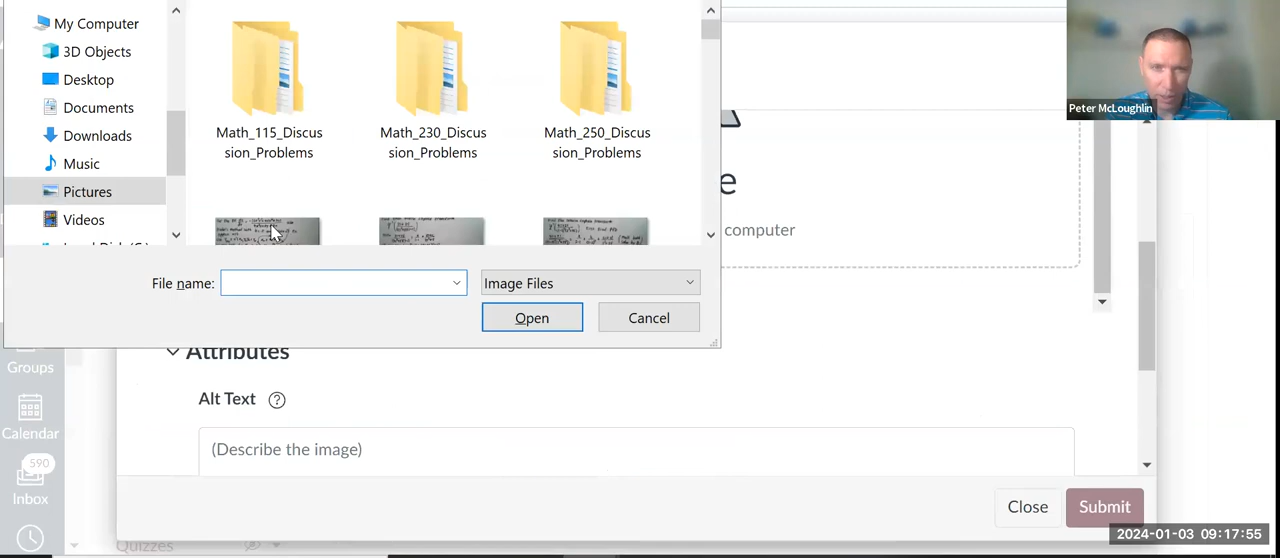 My Computer
3D Objects
Desktop
Documents
Downloads
Music
Pictures
Videos
Math_115_Discus
sion_Problems
Math_230_Discus
sion_Problems
Math_250_Discus
sion_Problems
File name:
Image Files
Open
Cancel
Peter McLoughlin
computer
Attributes
Alt Text
(Describe the image)
Close
Submit
2024-01-03 09:17:55
Groups
Calendar
590
Inbox
Quizzes